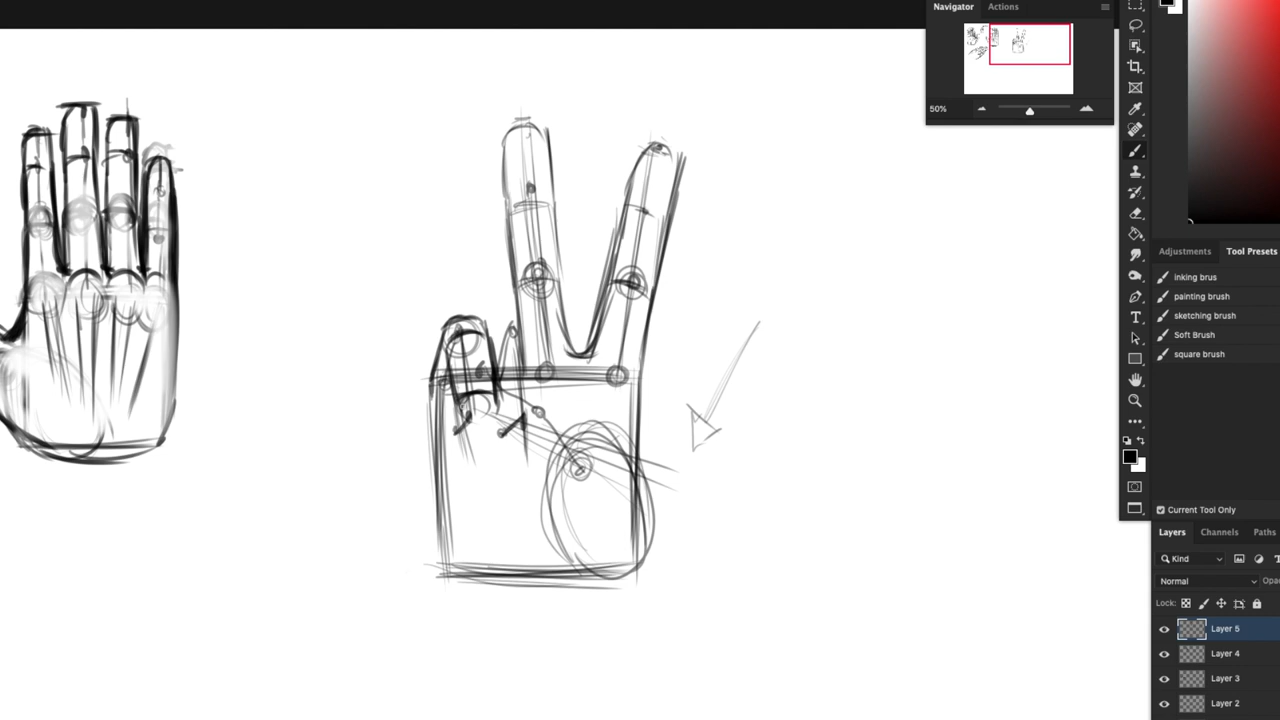 Navigator Actions
50%
Adjustments Tool Presets
inking brus
painting brush
sketching brush
Soft Brush
square brush
Current Tool Only
Layers Channels Paths
Kind
Normal Opa
Lock:
Layer 5
Layer 4
Layer 3
Layer 2